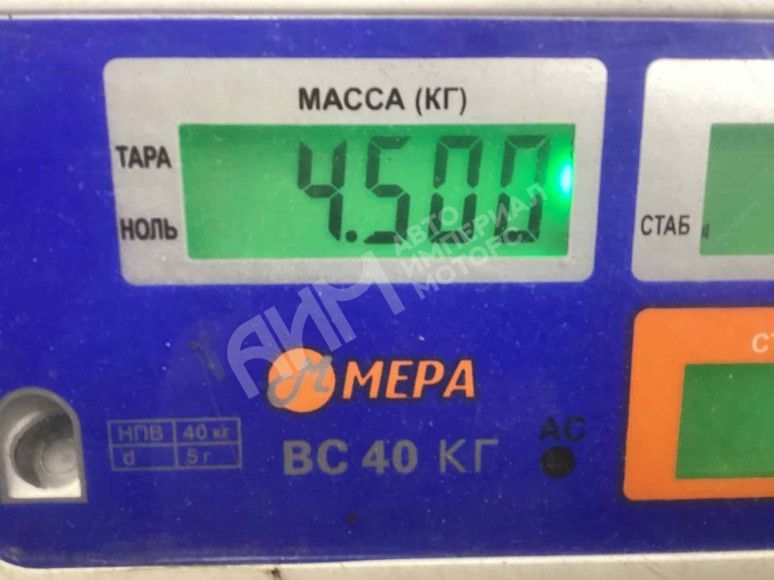 МАССА (КГ)
ТАРА
4.500
НОЛЬ
СТАБ
АИМ
АВТО
ИМПЕРИАЛ
МОТОРС
МЕРА
НПВ 40 кг
d 5 г
ВС 40 КГ
АС